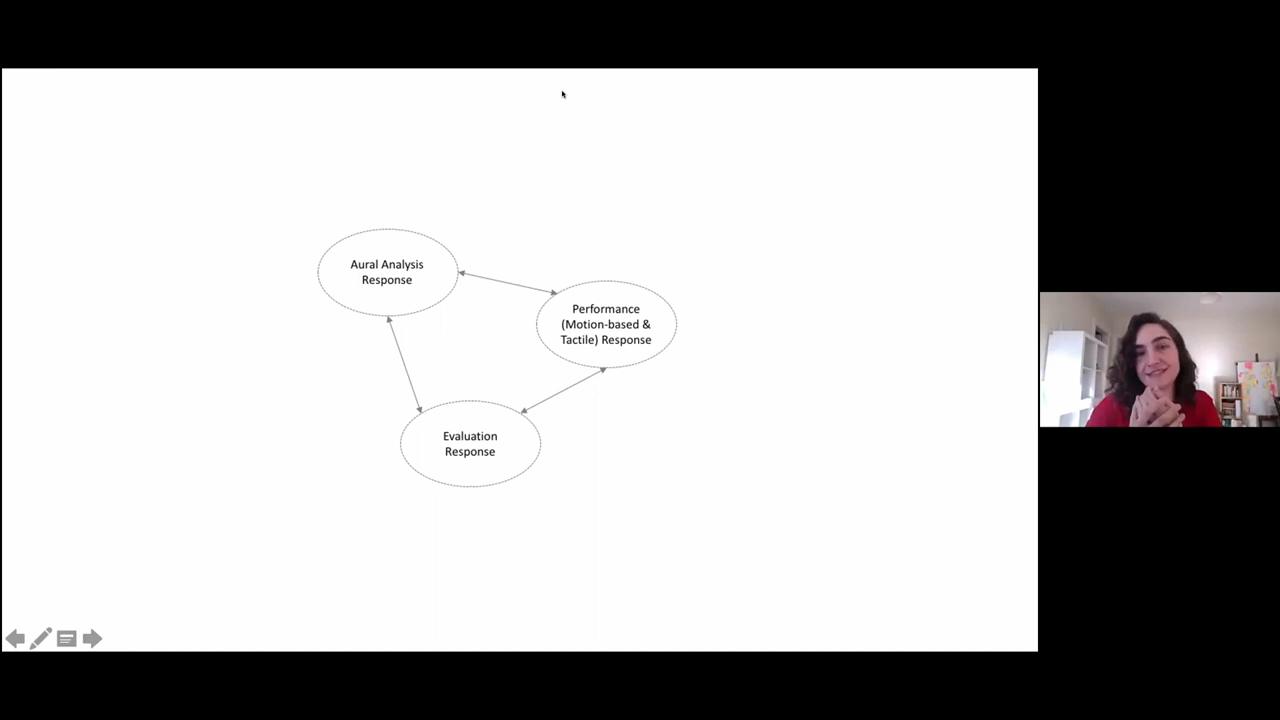 Aural Analysis
Response
Performance
(Motion-based &
Tactile) Response
Evaluation
Response